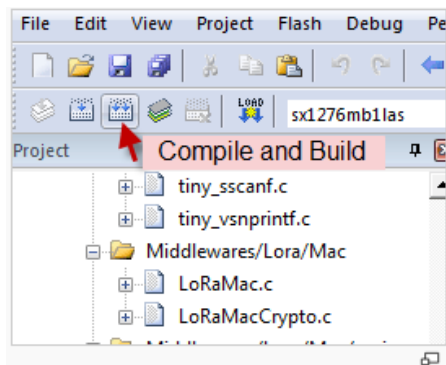 File Edit View Project Flash Debug Pe
LOAD sx1276mb1las
Project Compile and Build
tiny_sscanf.c
tiny_vsnprintf.c
Middlewares/Lora/Mac
LoRaMac.c
LoRaMacCrypto.c